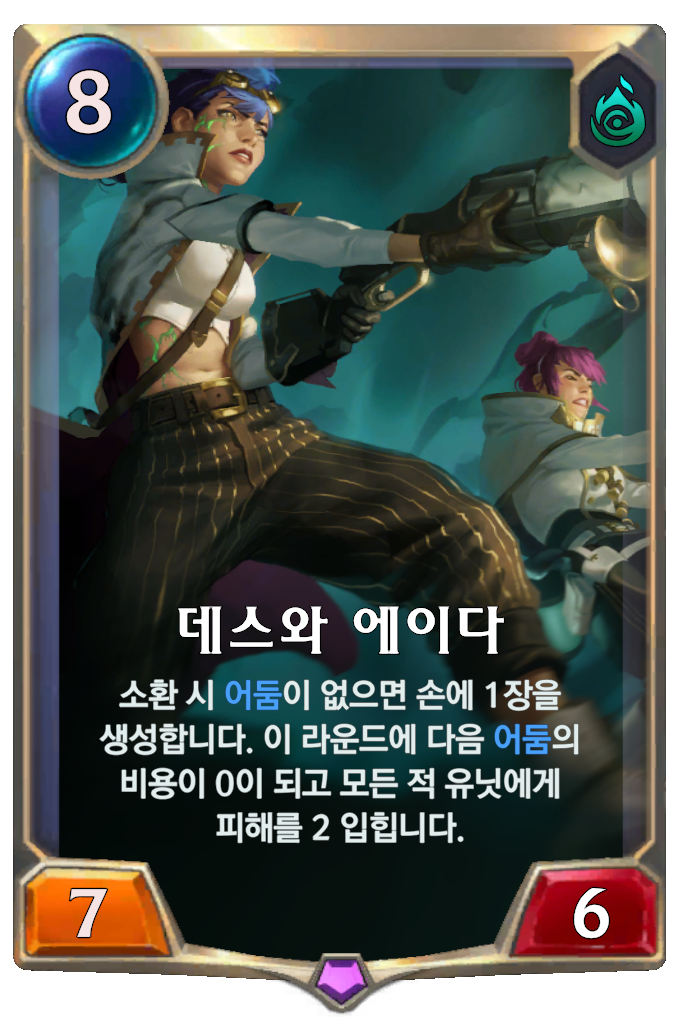 8
데스와 에이다
소환 시 어둠이 없으면 손에 1장을
생성합니다. 이 라운드에 다음 어둠의
비용이 0이 되고 모든 적 유닛에게
피해를 2 입힙니다.
7
6